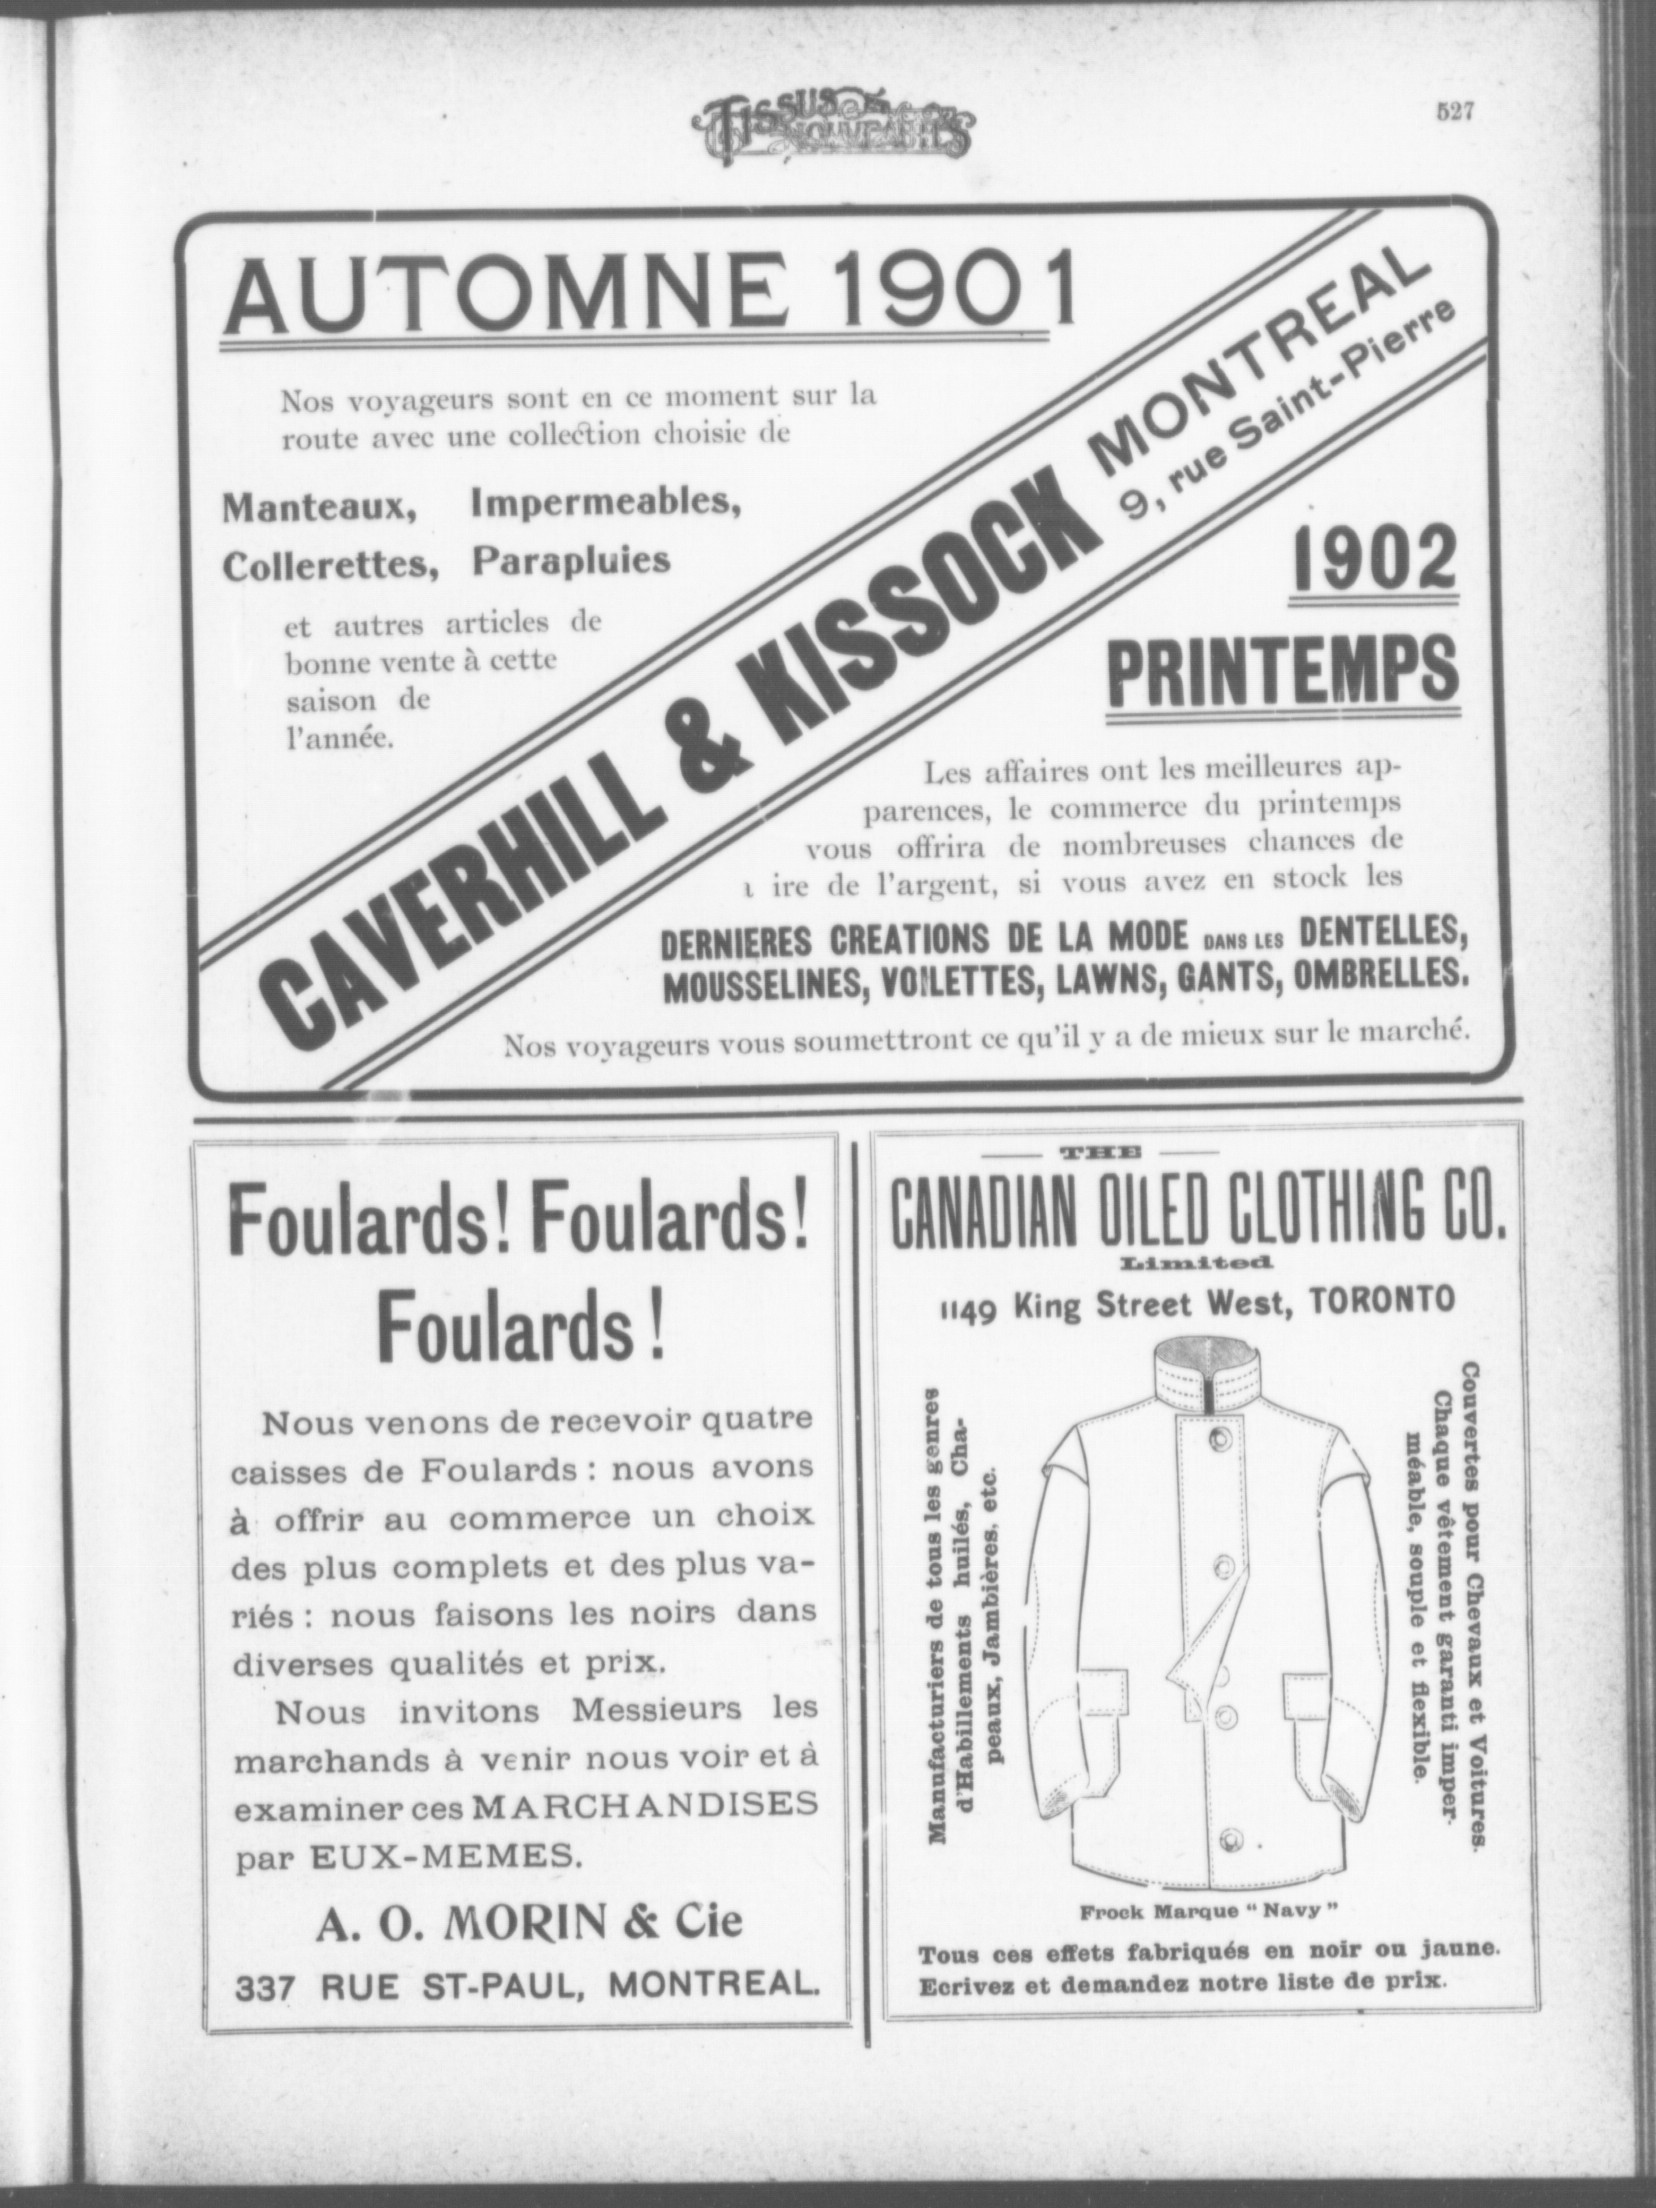 TISSUS ET NOUVEAUTÉS
527
AUTOMNE 1901
Nos voyageurs sont en ce moment sur la
route avec une collection choisie de
Manteaux, Impermeables,
Collerettes, Parapluies
et autres articles de
bonne vente à cette
saison de
l'année.
CAVERHILL & KISSOCK
MONTREAL
9, rue Saint-Pierre
1902
PRINTEMPS
Les affaires ont les meilleures ap-
parences, le commerce du printemps
vous offrira de nombreuses chances de
ire de l'argent, si vous avez en stock les
DERNIERES CREATIONS DE LA MODE DANS LES DENTELLES,
MOUSSELINES, VOILETTES, LAWNS, GANTS, OMBRELLES.
Nos voyageurs vous soumettront ce qu'il y a de mieux sur le marché.
Foulards! Foulards!
Foulards!
Nous venons de recevoir quatre
caisses de Foulards : nous avons
à offrir au commerce un choix
des plus complets et des plus va-
riés : nous faisons les noirs dans
diverses qualités et prix.
Nous invitons Messieurs les
marchands à venir nous voir et à
examiner ces MARCHANDISES
par EUX-MEMES.
A. O. MORIN & Cie
337 RUE ST-PAUL, MONTREAL.
THE
CANADIAN OILED CLOTHING CO.
Limited
1149 King Street West, TORONTO
Manufacturiers de tous les genres
d'Habillements huilés, Cha-
peaux, Jambières, etc.
Couvertes pour Chevaux et Voitures.
Chaque vêtement garanti imper-
méable, souple et flexible.
Frock Marque "Navy"
Tous ces effets fabriqués en noir ou jaune.
Ecrivez et demandez notre liste de prix.